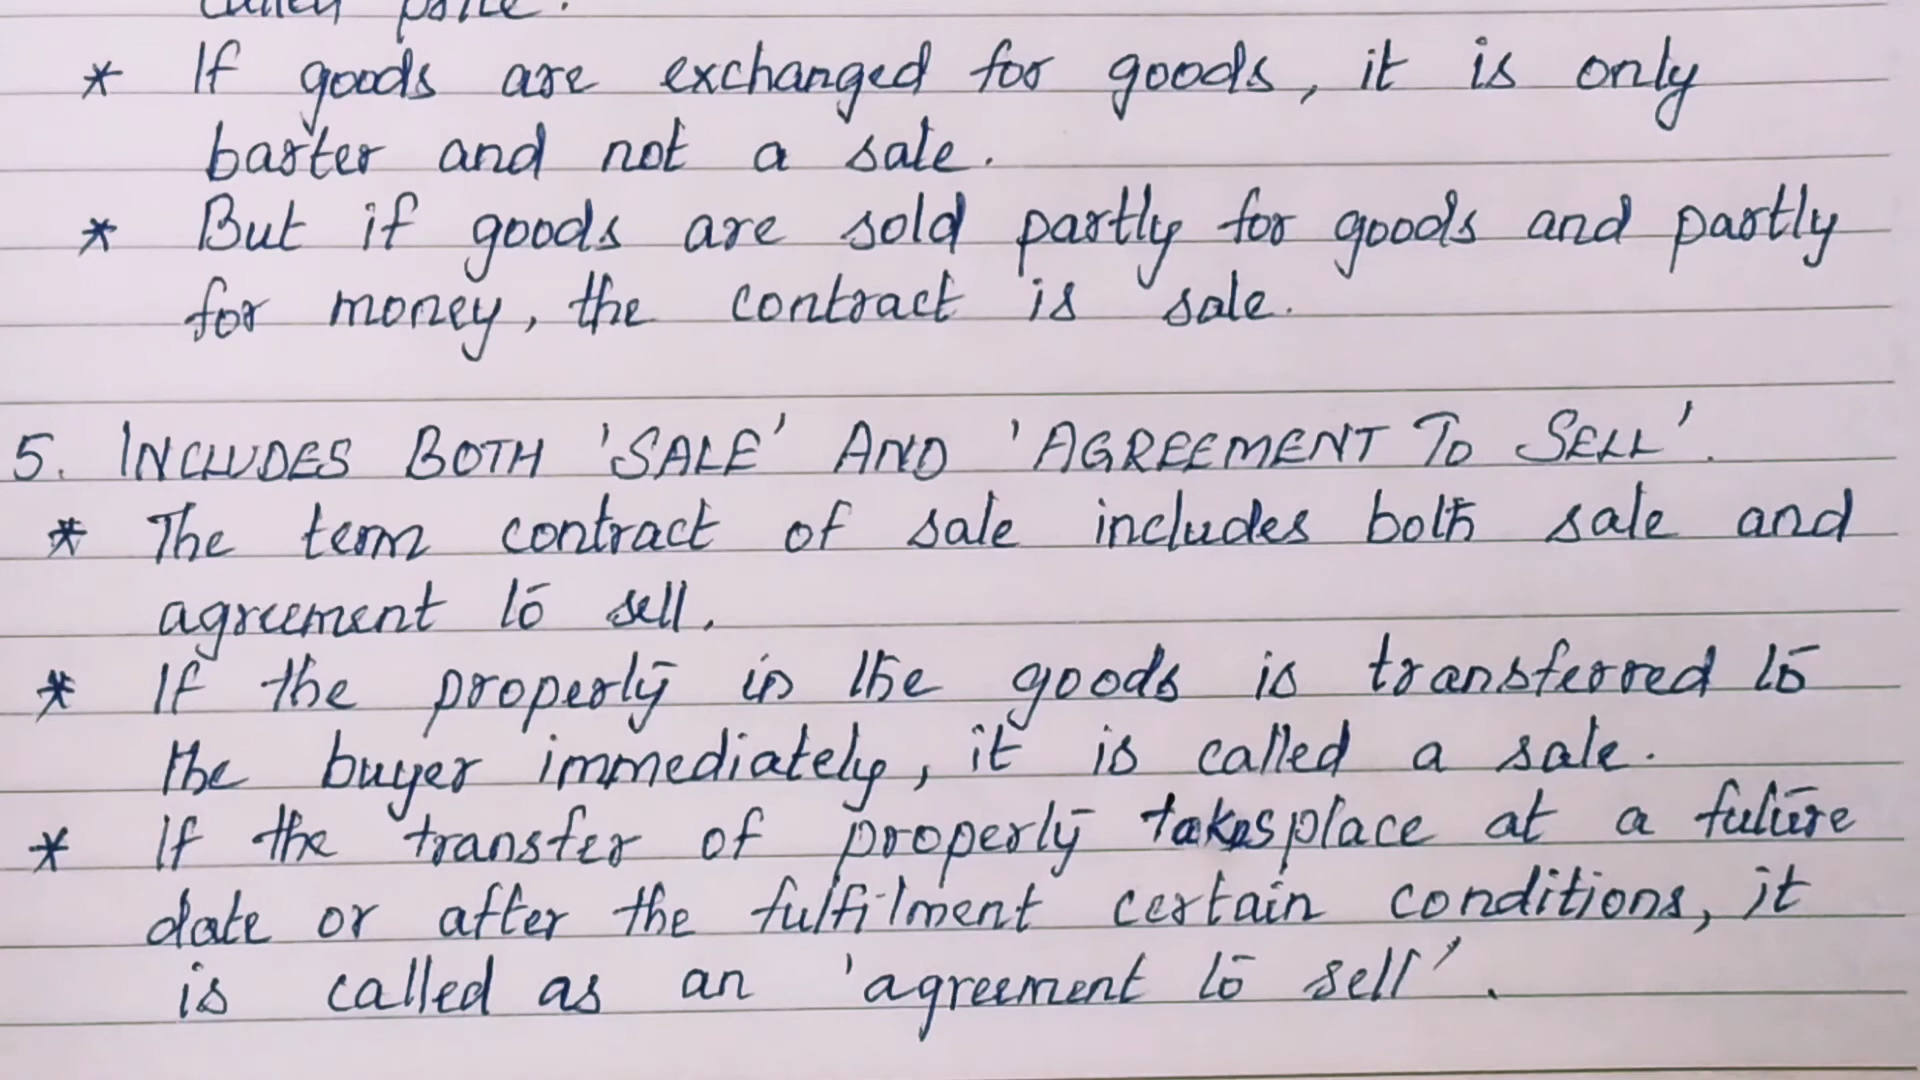 called price.
* If goods are exchanged for goods, it is only
barter and not a sale.
* But if goods are sold partly for goods and partly
for money, the contract is sale.
5. INCLUDES BOTH 'SALE' AND 'AGREEMENT TO SELL'.
* The term contract of sale includes both sale and
agreement to sell.
* If the property in the goods is transferred to
the buyer immediately, it is called a sale.
* If the transfer of property takes place at a future
date or after the fulfilment certain conditions, it
is called as an 'agreement to sell'.